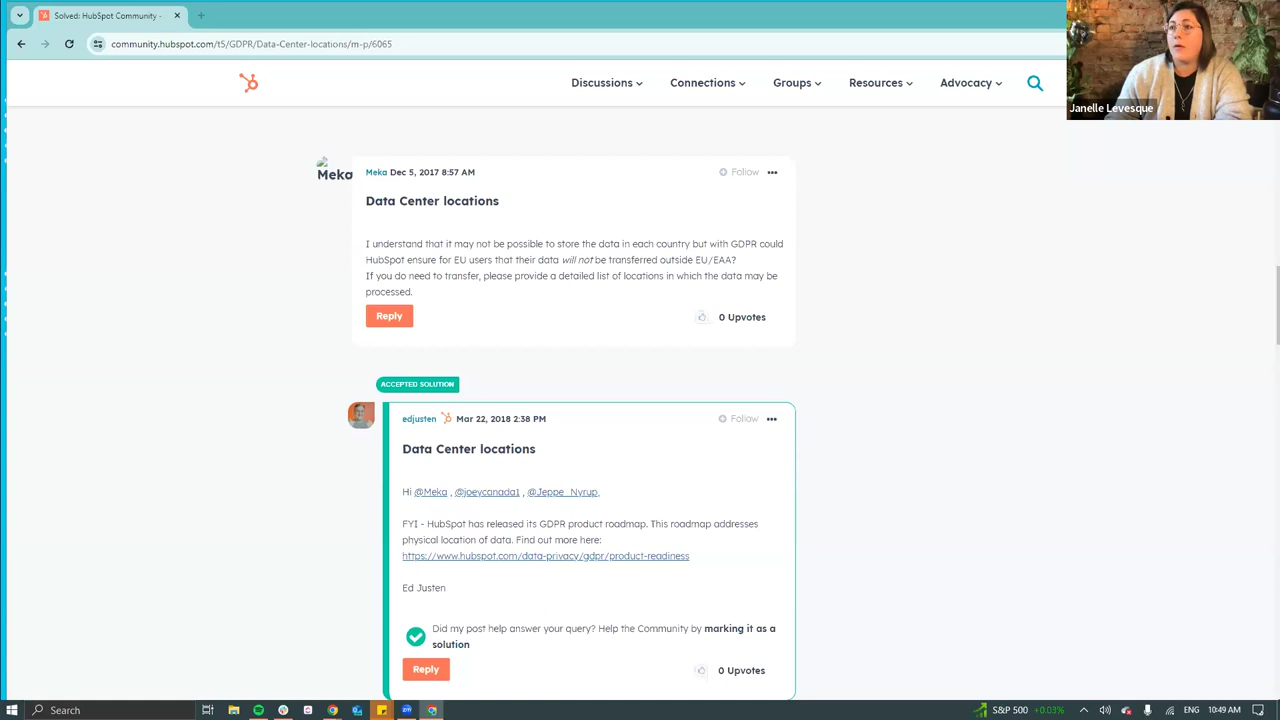 Solved: HubSpot Community -
community.hubspot.com/t5/GDPR/Data-Center-locations/m-p/6065
Discussions
Connections
Groups
Resources
Advocacy
Janelle Levesque
Meka
Meka Dec 5, 2017 8:57 AM
Follow
Data Center locations
I understand that it may not be possible to store the data in each country but with GDPR could
HubSpot ensure for EU users that their data will not be transferred outside EU/EAA?
If you do need to transfer, please provide a detailed list of locations in which the data may be
processed.
Reply
0 Upvotes
ACCEPTED SOLUTION
edjusten Mar 22, 2018 2:38 PM
Follow
Data Center locations
Hi @Meka , @joeycanada1 , @Jeppe_Nyrup,
FYI - HubSpot has released its GDPR product roadmap. This roadmap addresses
physical location of data. Find out more here:
https://www.hubspot.com/data-privacy/gdpr/product-readiness
Ed Justen
Did my post help answer your query? Help the Community by marking it as a
solution
Reply
0 Upvotes
Search
S&P 500 +0.03%
10:49 AM